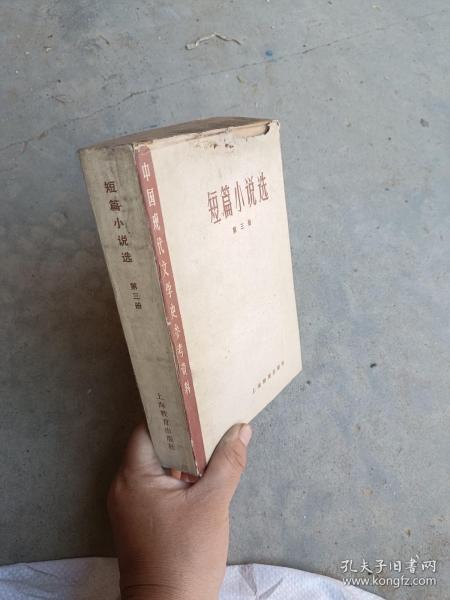 短篇小说选
第三册
上海教育出版社
中国现代文学史参考资料
短篇小说选
第三册
上海教育出版社
孔夫子旧书网
www.kongfz.com